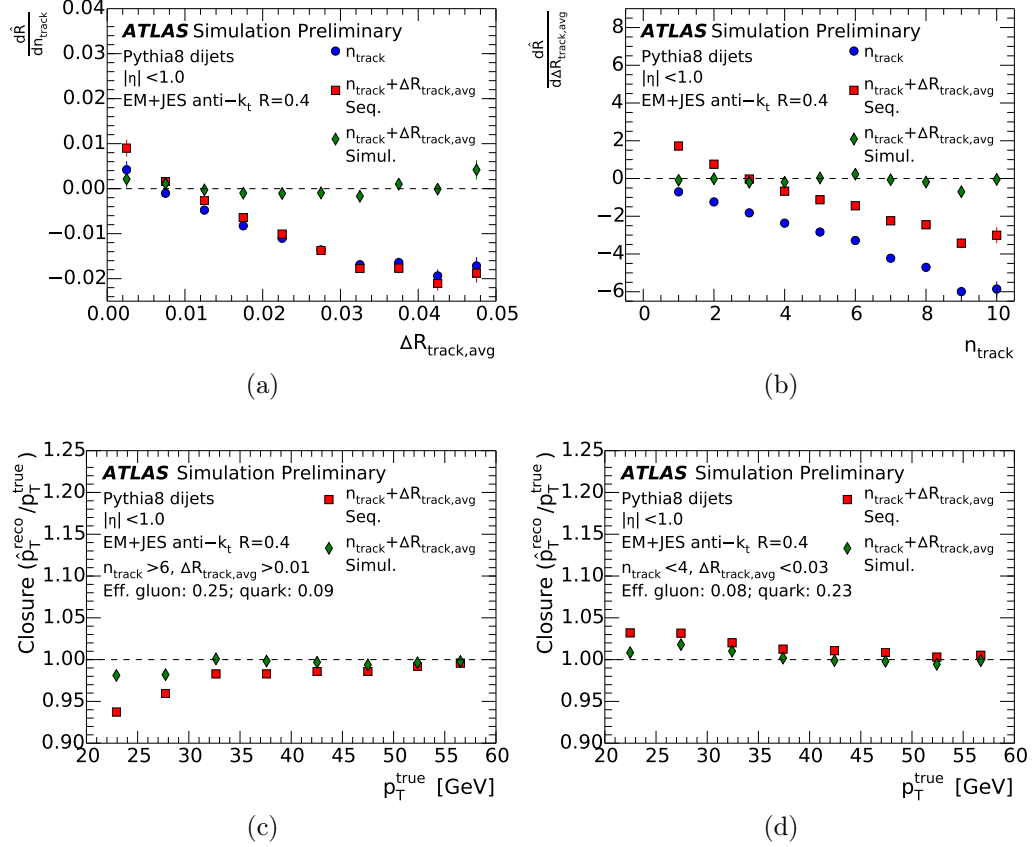 dR̂
dn_track
0.04
0.03
0.02
0.01
0.00
−0.01
−0.02
ATLAS Simulation Preliminary
Pythia8 dijets
|η| <1.0
EM+JES anti−k_t R=0.4
n_track
n_track+ΔR_track,avg
Seq.
n_track+ΔR_track,avg
Simul.
0.00 0.01 0.02 0.03 0.04 0.05
ΔR_track,avg
(a)
dR̂
dΔR_track,avg
8
6
4
2
0
−2
−4
−6
ATLAS Simulation Preliminary
Pythia8 dijets
|η| <1.0
EM+JES anti−k_t R=0.4
n_track
n_track+ΔR_track,avg
Seq.
n_track+ΔR_track,avg
Simul.
0 2 4 6 8 10
n_track
(b)
Closure (p̂_T^reco/p_T^true)
1.25
1.20
1.15
1.10
1.05
1.00
0.95
0.90
ATLAS Simulation Preliminary
Pythia8 dijets
|η| <1.0
EM+JES anti−k_t R=0.4
n_track >6, ΔR_track,avg >0.01
Eff. gluon: 0.25; quark: 0.09
n_track+ΔR_track,avg
Seq.
n_track+ΔR_track,avg
Simul.
20 25 30 35 40 45 50 55 60
p_T^true [GeV]
(c)
Closure (p̂_T^reco/p_T^true)
1.25
1.20
1.15
1.10
1.05
1.00
0.95
0.90
ATLAS Simulation Preliminary
Pythia8 dijets
|η| <1.0
EM+JES anti−k_t R=0.4
n_track <4, ΔR_track,avg <0.03
Eff. gluon: 0.08; quark: 0.23
n_track+ΔR_track,avg
Seq.
n_track+ΔR_track,avg
Simul.
20 25 30 35 40 45 50 55 60
p_T^true [GeV]
(d)